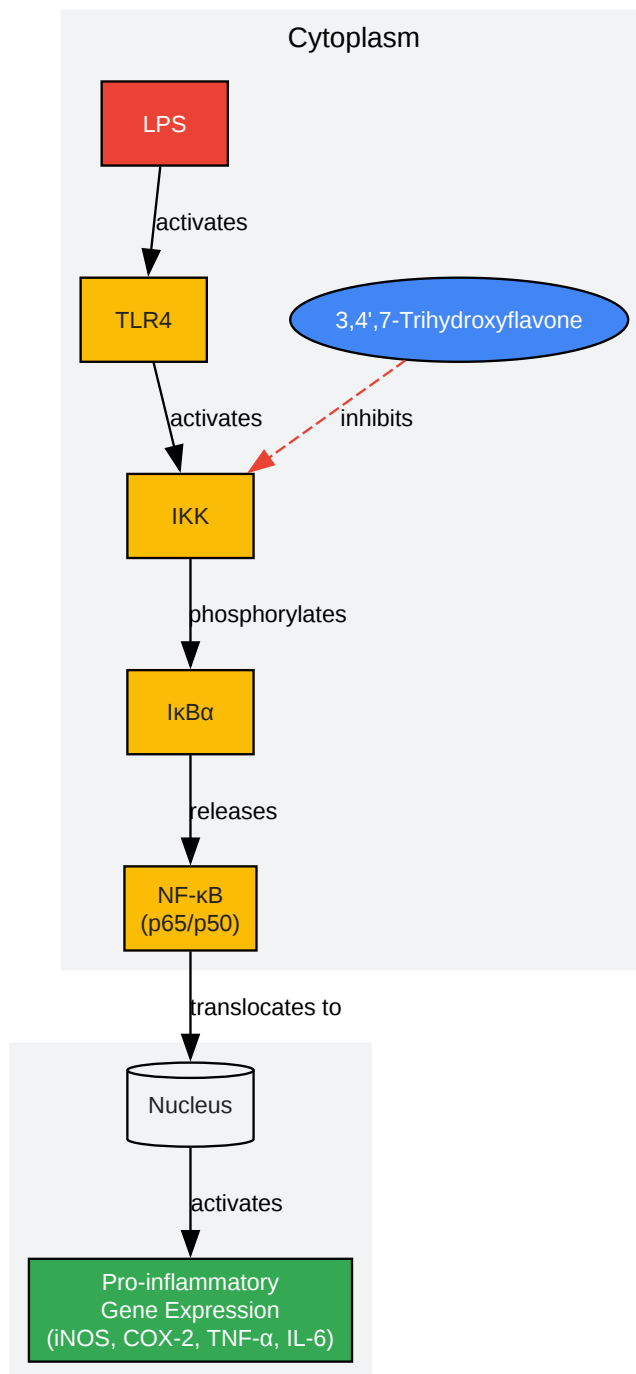 Cytoplasm
LPS
activates
TLR4
3,4',7-Trihydroxyflavone
activates
inhibits
IKK
phosphorylates
IκBα
releases
NF-κB
(p65/p50)
translocates to
Nucleus
activates
Pro-inflammatory
Gene Expression
(iNOS, COX-2, TNF-α, IL-6)